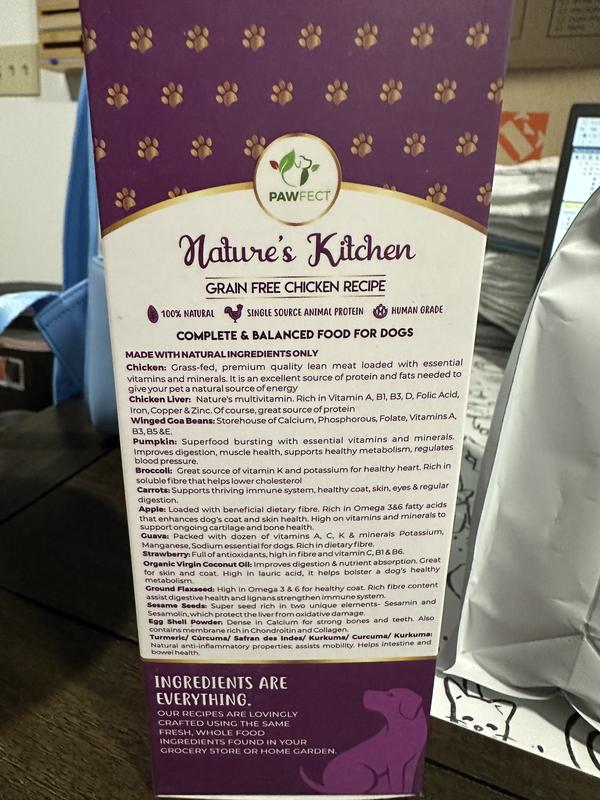 PAWFECT
Nature's Kitchen
GRAIN FREE CHICKEN RECIPE
100% NATURAL SINGLE SOURCE ANIMAL PROTEIN HUMAN GRADE
COMPLETE & BALANCED FOOD FOR DOGS
MADE WITH NATURAL INGREDIENTS ONLY
Chicken: Grass-fed, premium quality lean meat loaded with essential
vitamins and minerals. It is an excellent source of protein and fats needed to
give your pet a natural source of energy
Chicken Liver: Nature's multivitamin. Rich in Vitamin A, B1, B3, D, Folic Acid,
Iron, Copper & Zinc. Of course, great source of protein
Winged Goa Beans: Storehouse of Calcium, Phosphorous, Folate, Vitamins A,
B3, B5 & E.
Pumpkin: Superfood bursting with essential vitamins and minerals.
Improves digestion, muscle health, supports healthy metabolism, regulates
blood pressure.
Broccoli: Great source of vitamin K and potassium for healthy heart. Rich in
soluble fibre that helps lower cholesterol
Carrots: Supports thriving immune system, healthy coat, skin, eyes & regular
digestion.
Apple: Loaded with beneficial dietary fibre. Rich in Omega 3&6 fatty acids
that enhances dog's coat and skin health. High on vitamins and minerals to
support ongoing cartilage and bone health.
Guava: Packed with dozen of vitamins A, C, K & minerals Potassium,
Manganese, Sodium essential for dogs. Rich in dietary fibre.
Strawberry: Full of antioxidants, high in fibre and vitamin C, B1 & B6.
Organic Virgin Coconut Oil: Improves digestion & nutrient absorption. Great
for skin and coat. High in lauric acid, it helps bolster a dog's healthy
metabolism.
Ground Flaxseed: High in Omega 3 & 6 for healthy coat. Rich fibre content
assist digestive health and lignans strengthen immune system.
Sesame Seeds: Super seed rich in two unique elements- Sesamin and
Sesamolin, which protect the liver from oxidative damage.
Egg Shell Powder: Dense in Calcium for strong bones and teeth. Also
contains membrane rich in Chondroitin and Collagen.
Turmeric/ Cúrcuma/ Safran des Indes/ Kurkuma/ Curcuma/ Kurkuma:
Natural anti-inflammatory properties; assists mobility. Helps intestine and
bowel health.
INGREDIENTS ARE
EVERYTHING.
OUR RECIPES ARE LOVINGLY
CRAFTED USING THE SAME
FRESH, WHOLE FOOD
INGREDIENTS FOUND IN YOUR
GROCERY STORE OR HOME GARDEN.